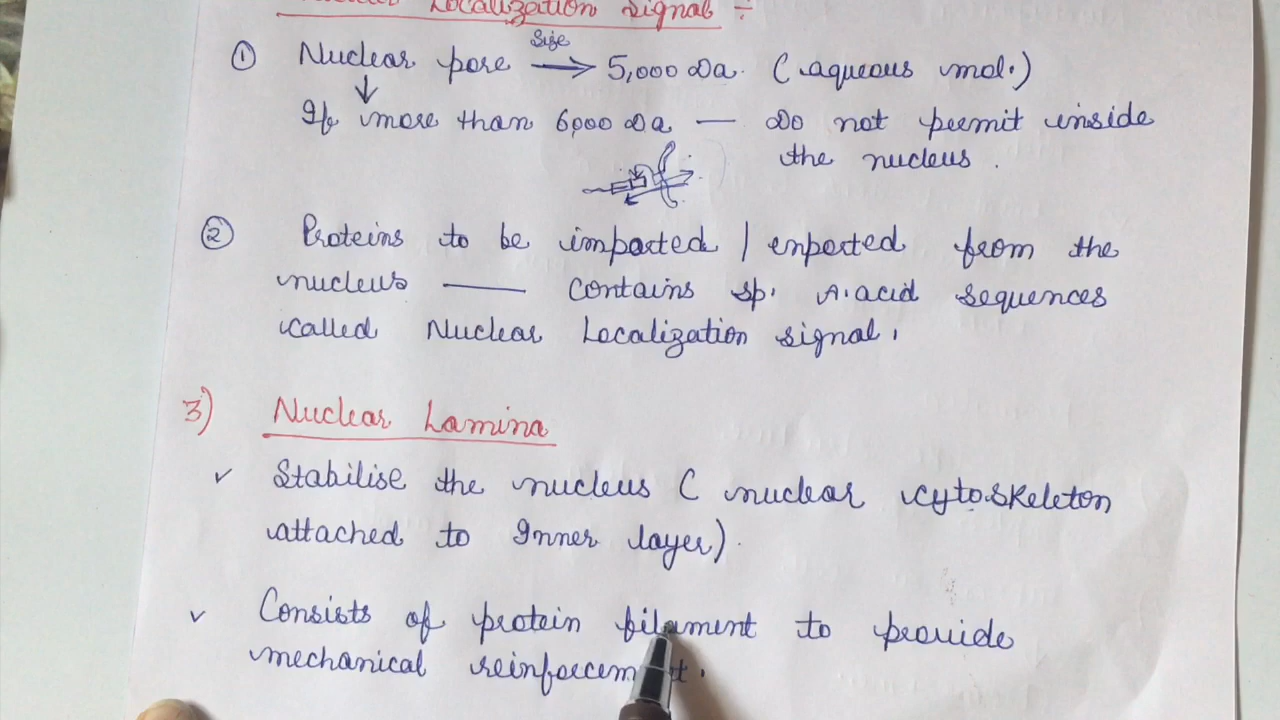 Nuclear Localization Signal :-
① Nuclear pore Size → 5,000 Da. (aqueous mol.)
↓
If more than 6000 Da — Do not permit inside
the nucleus.
② Proteins to be imported / exported from the
nucleus — contains sp. A.acid sequences
called Nuclear Localization signal.
3) Nuclear Lamina
✓ Stabilise the nucleus ( nuclear cytoskeleton
attached to Inner layer).
✓ Consists of protein filament to provide
mechanical reinforcement.